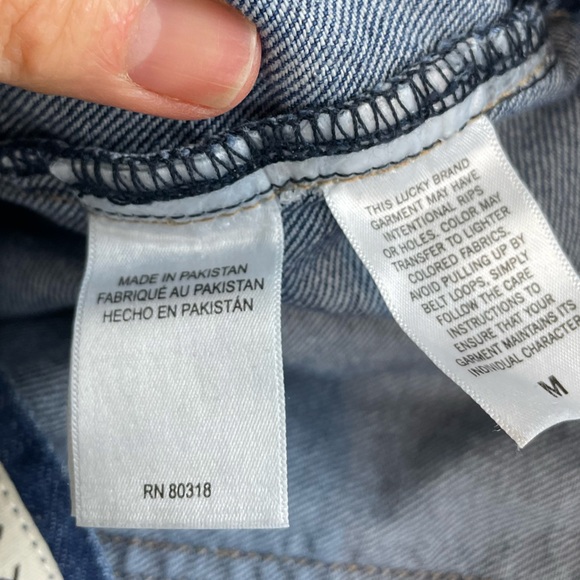 MADE IN PAKISTAN
FABRIQUÉ AU PAKISTAN
HECHO EN PAKISTÁN
RN 80318
THIS LUCKY BRAND
GARMENT MAY HAVE
INTENTIONAL RIPS
OR HOLES. COLOR MAY
TRANSFER TO LIGHTER
COLORED FABRICS.
AVOID PULLING UP BY
BELT LOOPS, SIMPLY
FOLLOW THE CARE
INSTRUCTIONS TO
ENSURE THAT YOUR
GARMENT MAINTAINS ITS
INDIVIDUAL CHARACTER
M